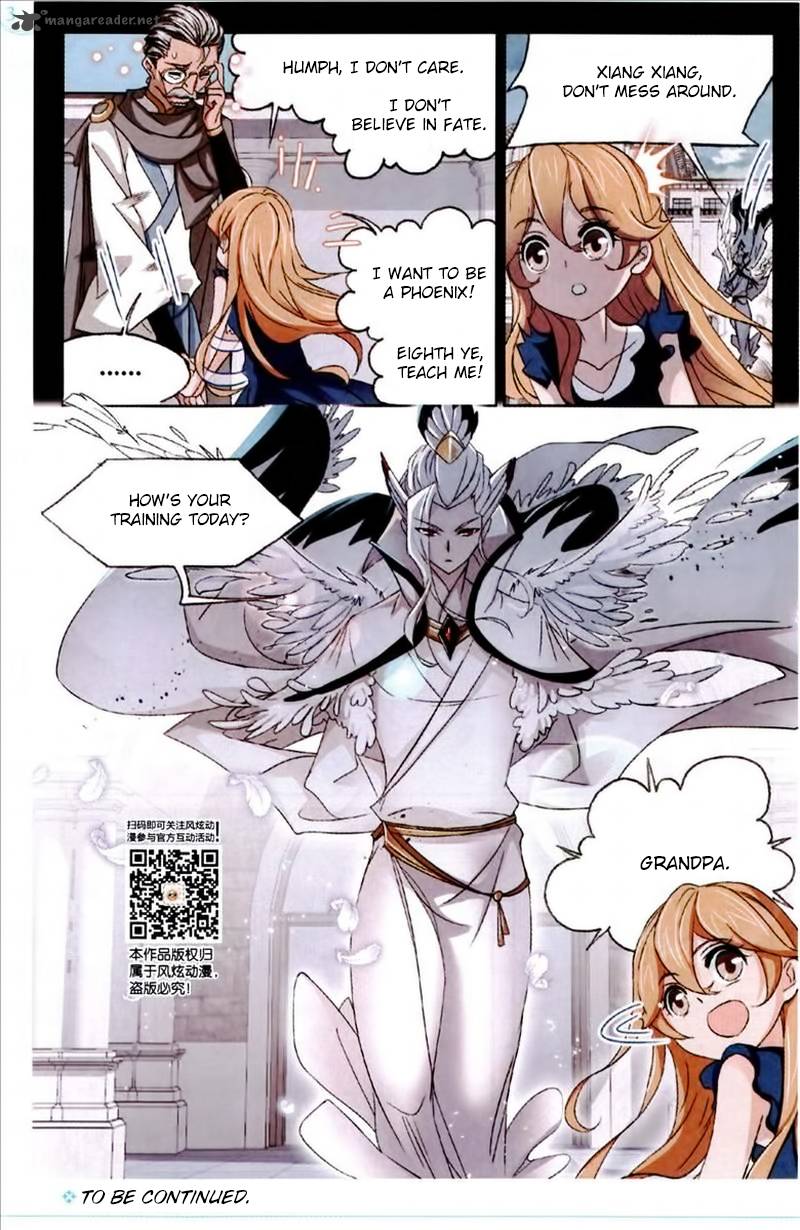 mangareader.net
HUMPH, I DON'T CARE.
I DON'T
BELIEVE IN FATE.
I WANT TO BE
A PHOENIX!
EIGHTH YE,
TEACH ME!
......
XIANG XIANG,
DON'T MESS AROUND.
HOW'S YOUR
TRAINING TODAY?
GRANDPA.
扫码即可关注风炫动
漫参与官方互动活动!
本作品版权归
属于风炫动漫,
盗版必究!
TO BE CONTINUED.